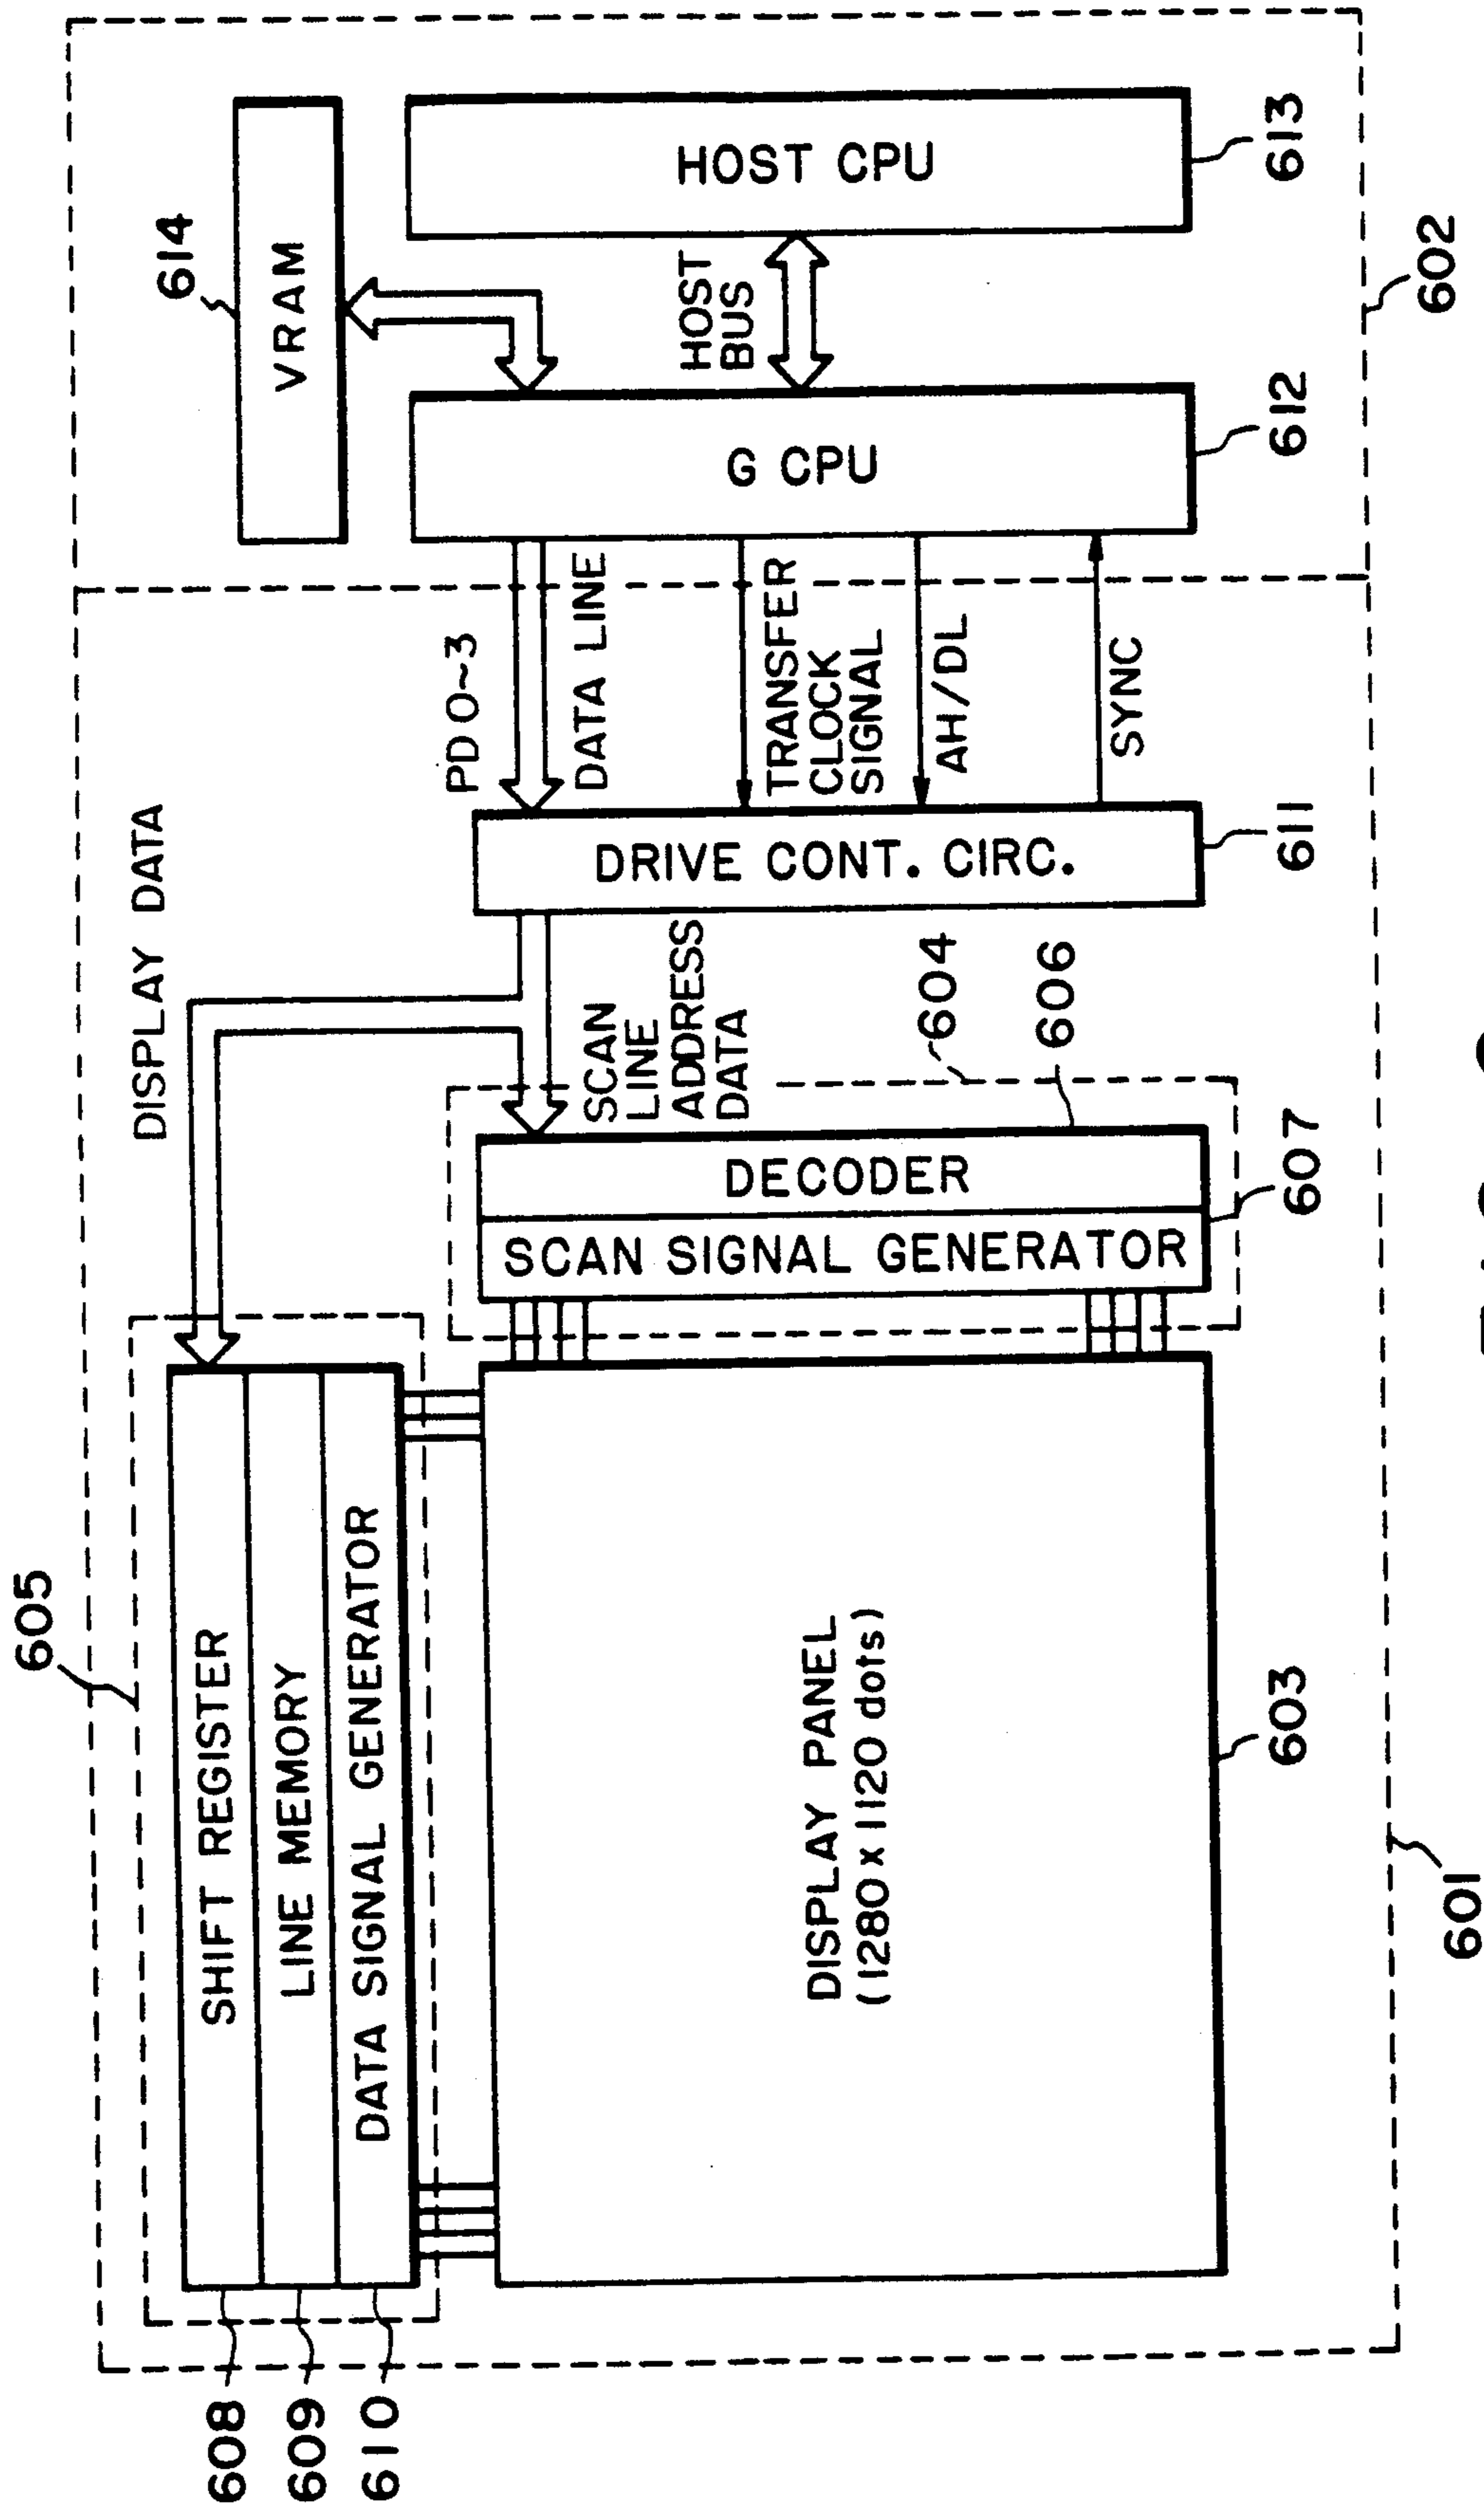 605
608
609
610
SHIFT REGISTER
LINE MEMORY
DATA SIGNAL GENERATOR
DISPLAY DATA
614
VRAM
DISPLAY PANEL
(1280 x 1120 dots)
603
601
SCAN SIGNAL GENERATOR
DECODER
607
606
604
SCAN
LINE
ADDRESS
DATA
DRIVE CONT. CIRC.
611
PD0~3
DATA LINE
TRANSFER
CLOCK
SIGNAL
AH/DL
SYNC
G CPU
612
HOST
BUS
HOST CPU
613
602